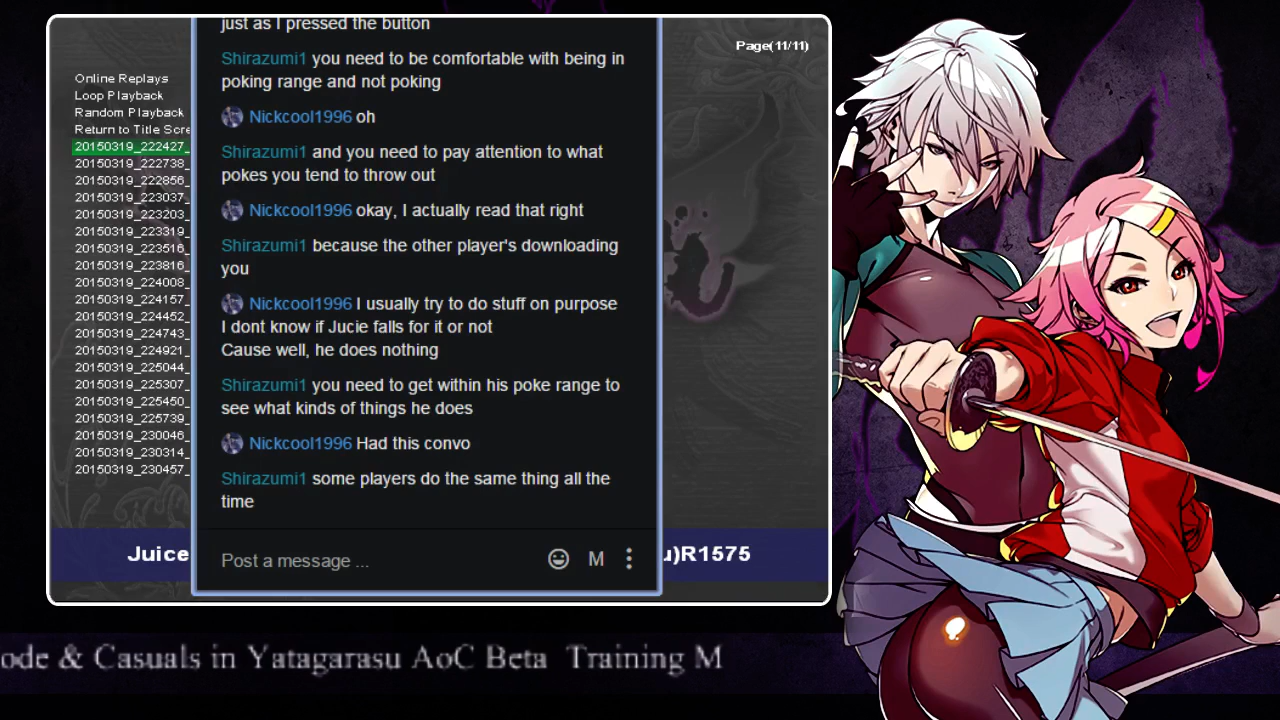 just as I pressed the button
Page(11/11)
Shirazumi1 you need to be comfortable with being in
poking range and not poking
Nickcool1996 oh
Shirazumi1 and you need to pay attention to what
pokes you tend to throw out
Nickcool1996 okay, I actually read that right
Shirazumi1 because the other player's downloading
you
Nickcool1996 I usually try to do stuff on purpose
I dont know if Jucie falls for it or not
Cause well, he does nothing
Shirazumi1 you need to get within his poke range to
see what kinds of things he does
Nickcool1996 Had this convo
Shirazumi1 some players do the same thing all the
time
Post a message ...
M
Online Replays
Loop Playback
Random Playback
Return to Title Scre
20150319_222427_
20150319_222738_
20150319_222856_
20150319_223037_
20150319_223203_
20150319_223319_
20150319_223516_
20150319_223816_
20150319_224008_
20150319_224157_
20150319_224452_
20150319_224743_
20150319_224921_
20150319_225044_
20150319_225307_
20150319_225450_
20150319_225739_
20150319_230046_
20150319_230314_
20150319_230457_
Juice
u)R1575
ode & Casuals in Yatagarasu AoC Beta Training M